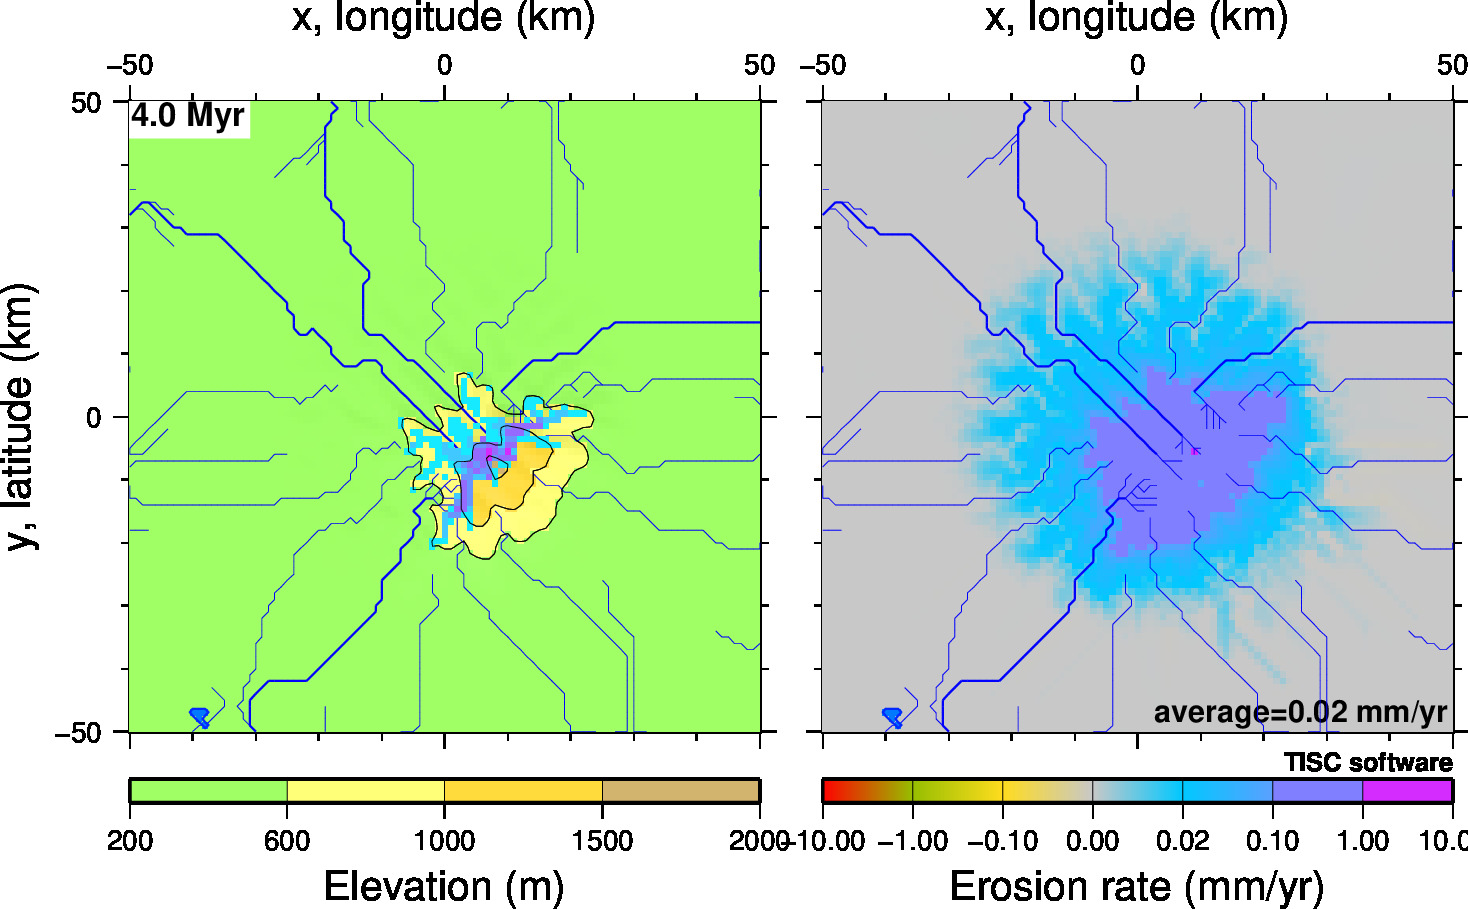 x, longitude (km)
x, longitude (km)
−50 0 50
−50 0 50
50
4.0 Myr
y, latitude (km)
0
−50
average=0.02 mm/yr
TISC software
200 600 1000 1500 2000
−10.00 −1.00 −0.10 0.00 0.02 0.10 1.00 10.0
Elevation (m)
Erosion rate (mm/yr)